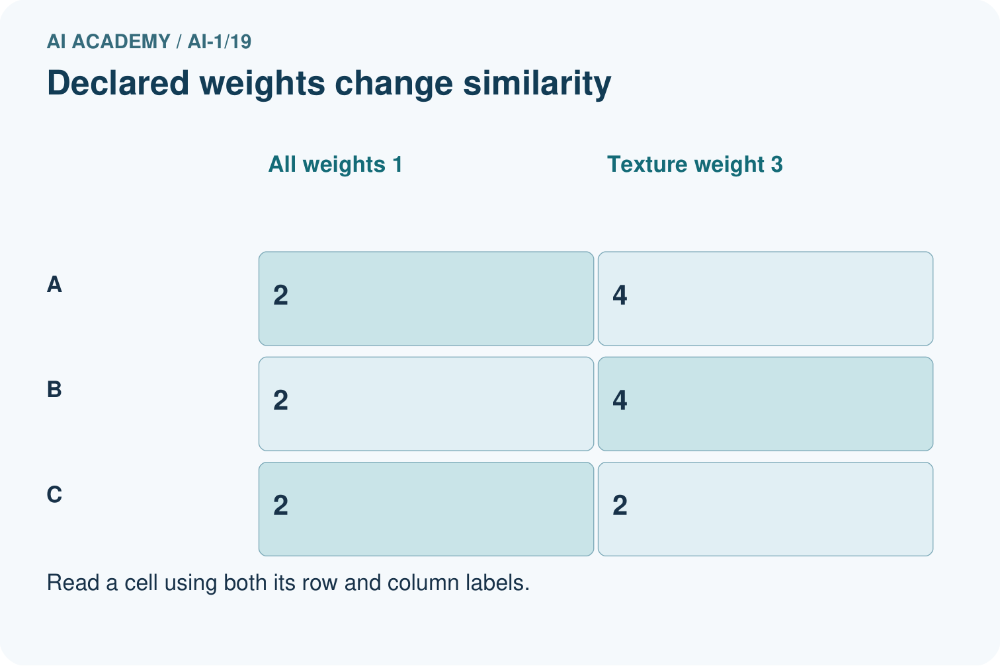 AI ACADEMY / AI-1/19
Declared weights change similarity
All weights 1 Texture weight 3
A 2 4
B 2 4
C 2 2
Read a cell using both its row and column labels.